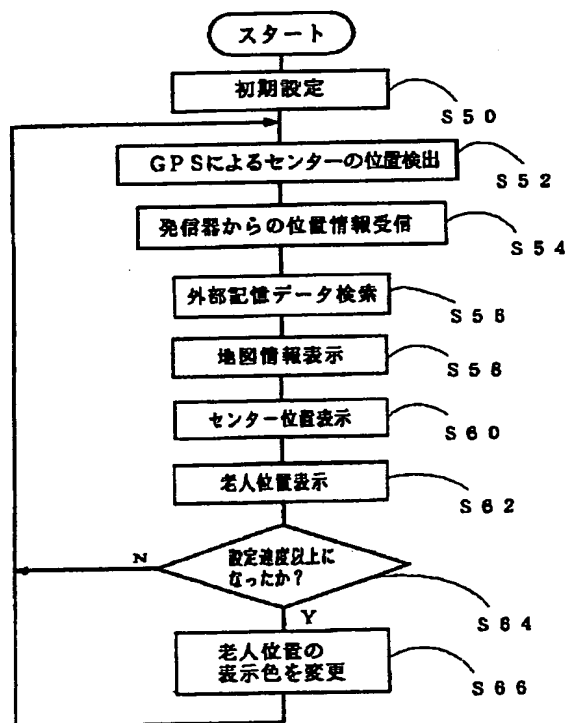 スタート
初期設定
S50
GPSによるセンターの位置検出
S52
発信器からの位置情報受信
S54
外部記憶データ検索
S56
地図情報表示
S58
センター位置表示
S60
老人位置表示
S62
N
設定速度以上に
なったか?
S64
Y
老人位置の
表示色を変更
S66